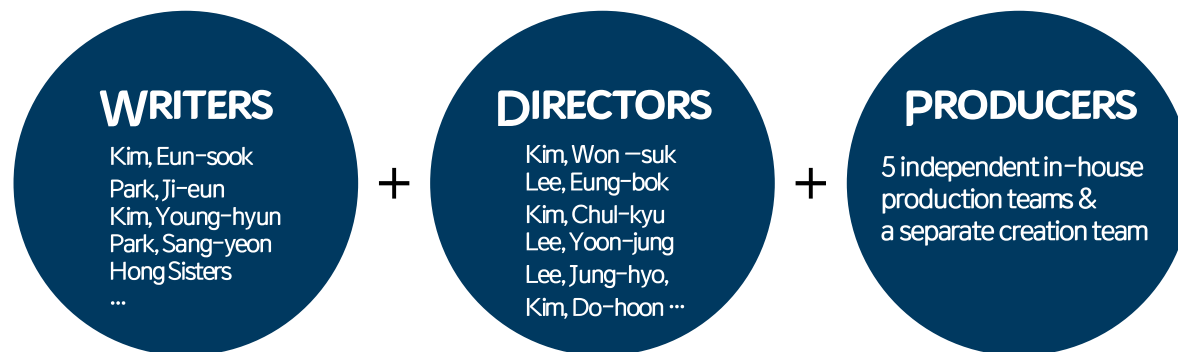 WRITERS
Kim, Eun-sook
Park, Ji-eun
Kim, Young-hyun
Park, Sang-yeon
Hong Sisters
...
+
DIRECTORS
Kim, Won –suk
Lee, Eung-bok
Kim, Chul-kyu
Lee, Yoon-jung
Lee, Jung-hyo,
Kim, Do-hoon ···
+
PRODUCERS
5 independent in-house
production teams &
a separate creation team